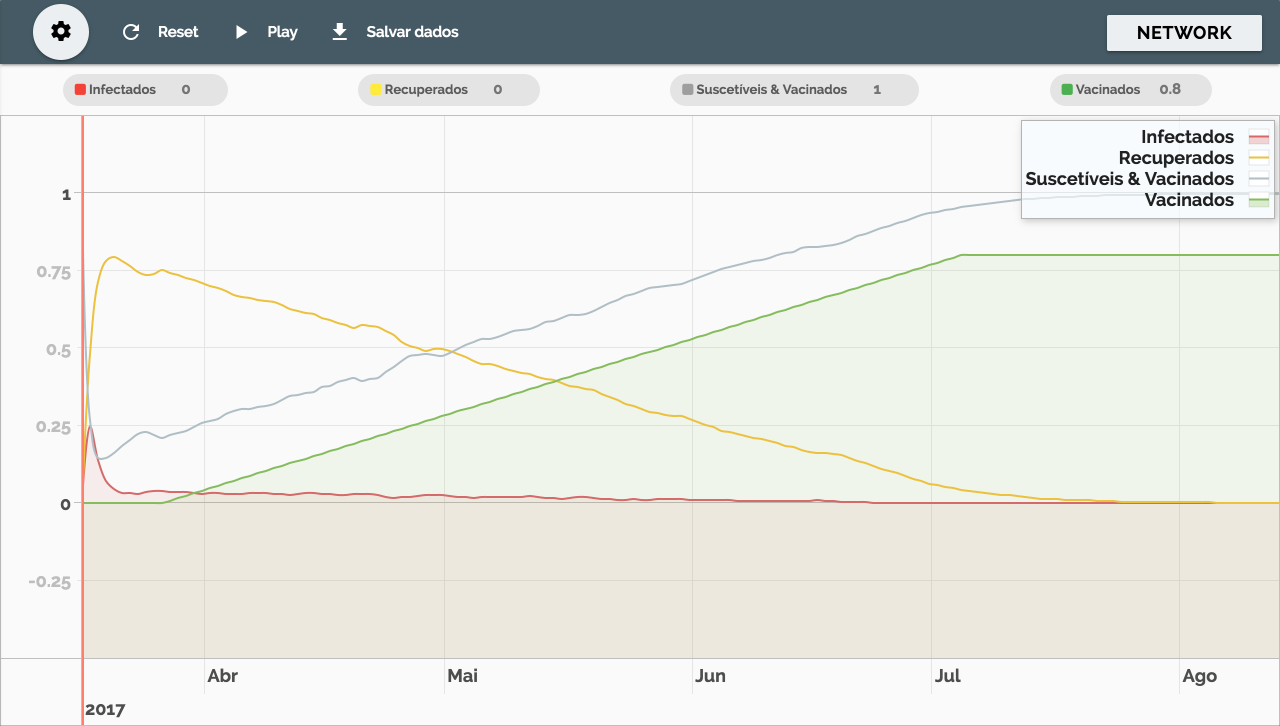 Reset Play Salvar dados NETWORK
Infectados 0 Recuperados 0 Suscetíveis & Vacinados 1 Vacinados 0.8
Infectados
Recuperados
Suscetíveis & Vacinados
Vacinados
1
0.75
0.5
0.25
0
-0.25
Abr Mai Jun Jul Ago
2017